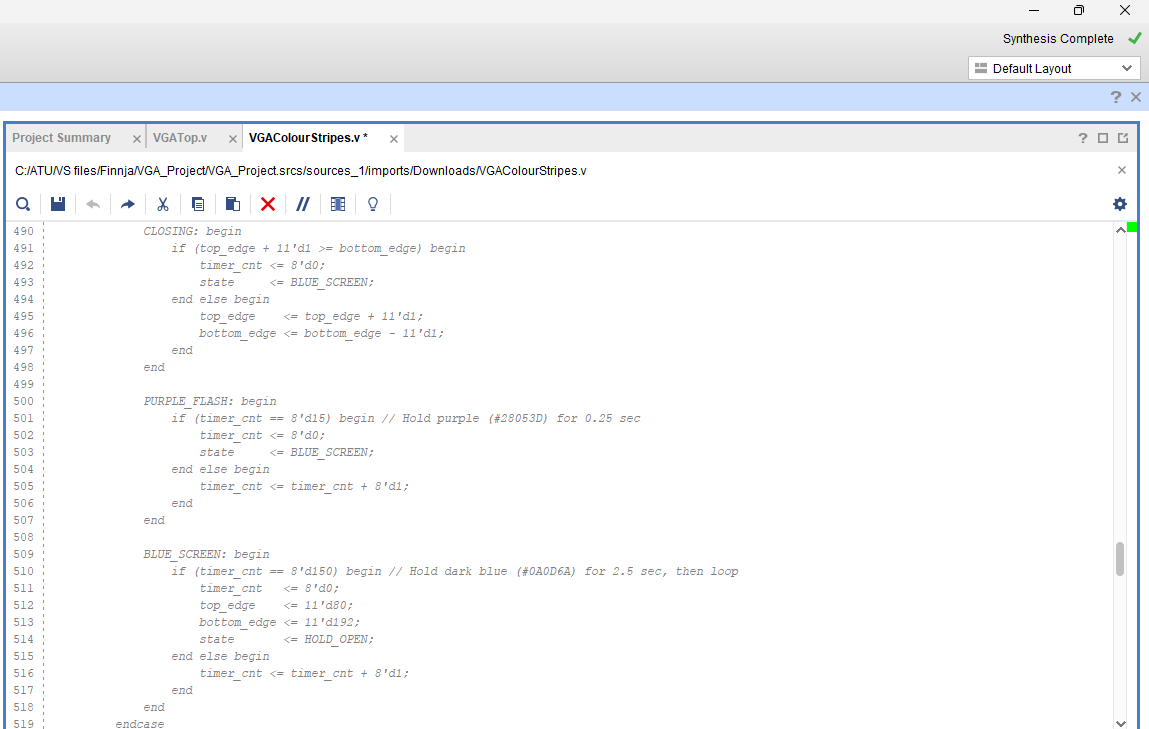 Synthesis Complete
Default Layout
Project Summary
VGATop.v
VGAColourStripes.v *
C:/ATU/VS files/Finnja/VGA_Project/VGA_Project.srcs/sources_1/imports/Downloads/VGAColourStripes.v
490 CLOSING: begin
491 if (top_edge + 11'd1 >= bottom_edge) begin
492 timer_cnt <= 8'd0;
493 state <= BLUE_SCREEN;
494 end else begin
495 top_edge <= top_edge + 11'd1;
496 bottom_edge <= bottom_edge - 11'd1;
497 end
498 end
499
500 PURPLE_FLASH: begin
501 if (timer_cnt == 8'd15) begin // Hold purple (#28053D) for 0.25 sec
502 timer_cnt <= 8'd0;
503 state <= BLUE_SCREEN;
504 end else begin
505 timer_cnt <= timer_cnt + 8'd1;
506 end
507 end
508
509 BLUE_SCREEN: begin
510 if (timer_cnt == 8'd150) begin // Hold dark blue (#0A0D6A) for 2.5 sec, then loop
511 timer_cnt <= 8'd0;
512 top_edge <= 11'd80;
513 bottom_edge <= 11'd192;
514 state <= HOLD_OPEN;
515 end else begin
516 timer_cnt <= timer_cnt + 8'd1;
517 end
518 end
519 endcase